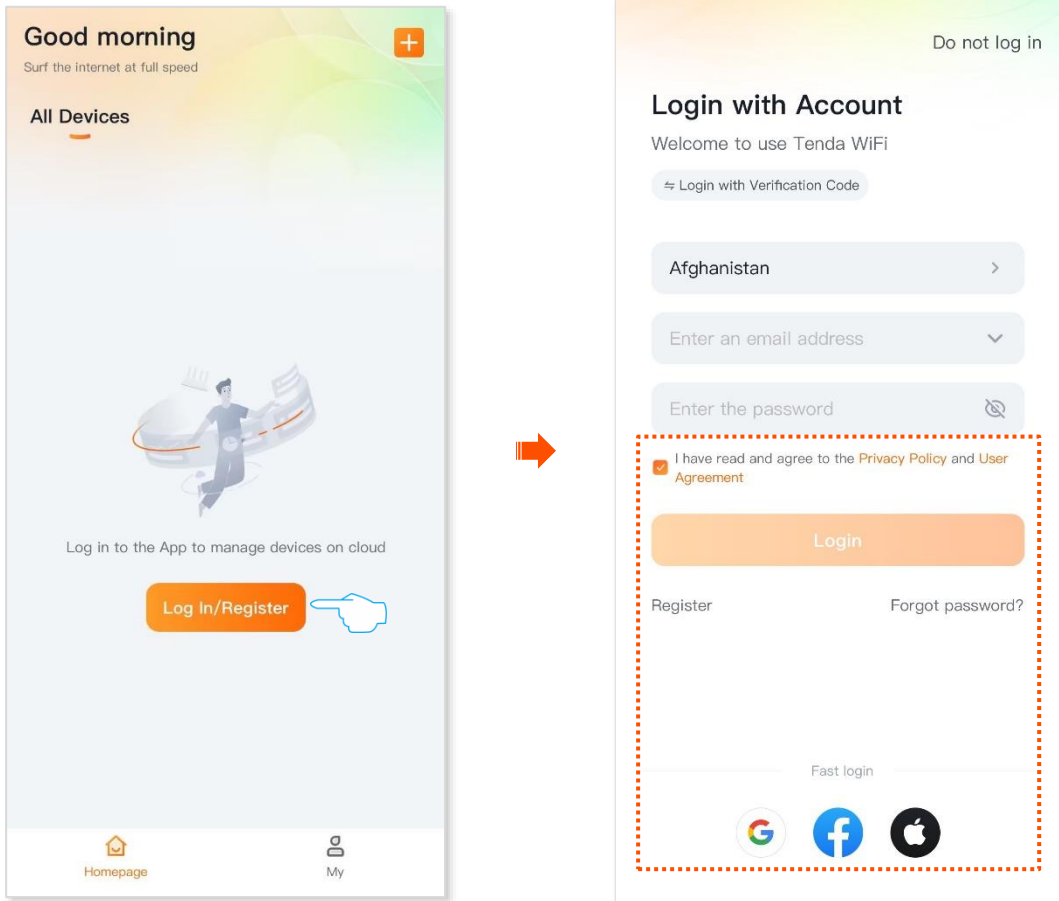 Good morning
Surf the internet at full speed
All Devices
Log in to the App to manage devices on cloud
Log In/Register
Homepage
My
Do not log in
Login with Account
Welcome to use Tenda WiFi
⇋ Login with Verification Code
Afghanistan
Enter an email address
Enter the password
I have read and agree to the Privacy Policy and User
Agreement
Login
Register
Forgot password?
Fast login